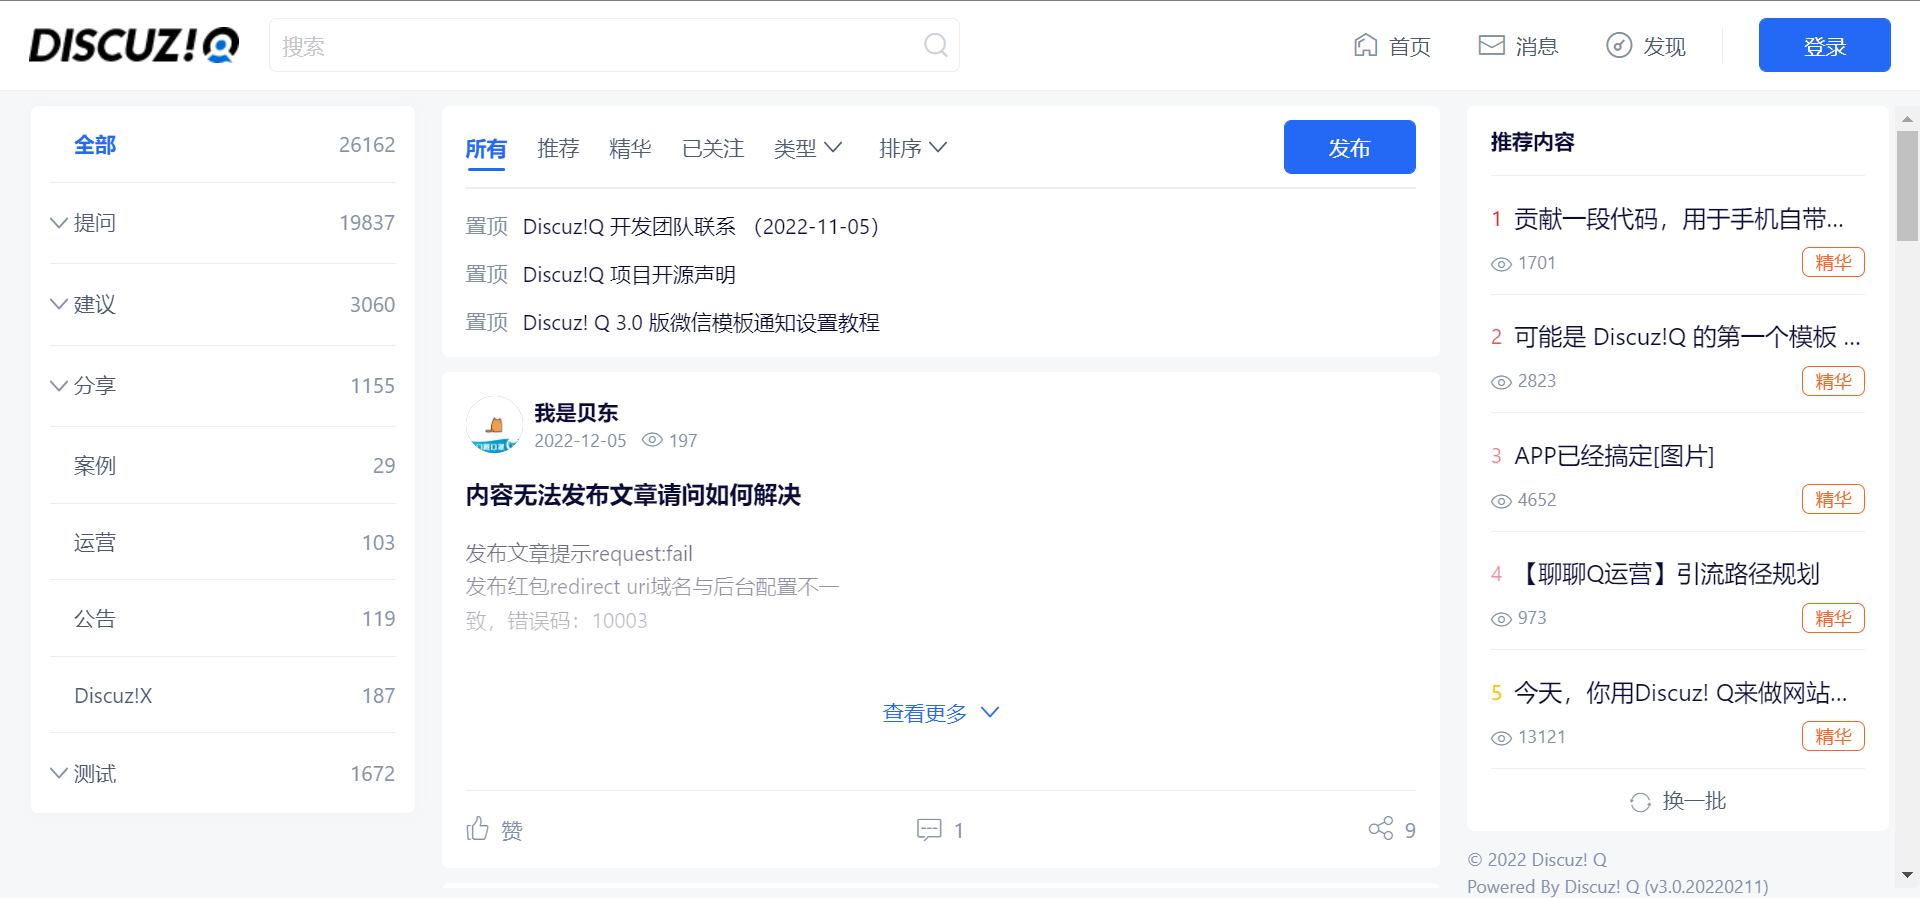 DISCUZ!Q
搜索
首页
消息
发现
登录
全部 26162
提问 19837
建议 3060
分享 1155
案例 29
运营 103
公告 119
Discuz!X 187
测试 1672
所有 推荐 精华 已关注 类型 排序 发布
置顶 Discuz!Q 开发团队联系 （2022-11-05）
置顶 Discuz!Q 项目开源声明
置顶 Discuz! Q 3.0 版微信模板通知设置教程
我是贝东
2022-12-05 197
内容无法发布文章请问如何解决
发布文章提示request:fail
发布红包redirect uri域名与后台配置不一
致，错误码：10003
查看更多
赞 1 9
推荐内容
1 贡献一段代码，用于手机自带...
1701 精华
2 可能是 Discuz!Q 的第一个模板 ...
2823 精华
3 APP已经搞定[图片]
4652 精华
4 【聊聊Q运营】引流路径规划
973 精华
5 今天，你用Discuz! Q来做网站...
13121 精华
换一批
© 2022 Discuz! Q
Powered By Discuz! Q (v3.0.20220211)